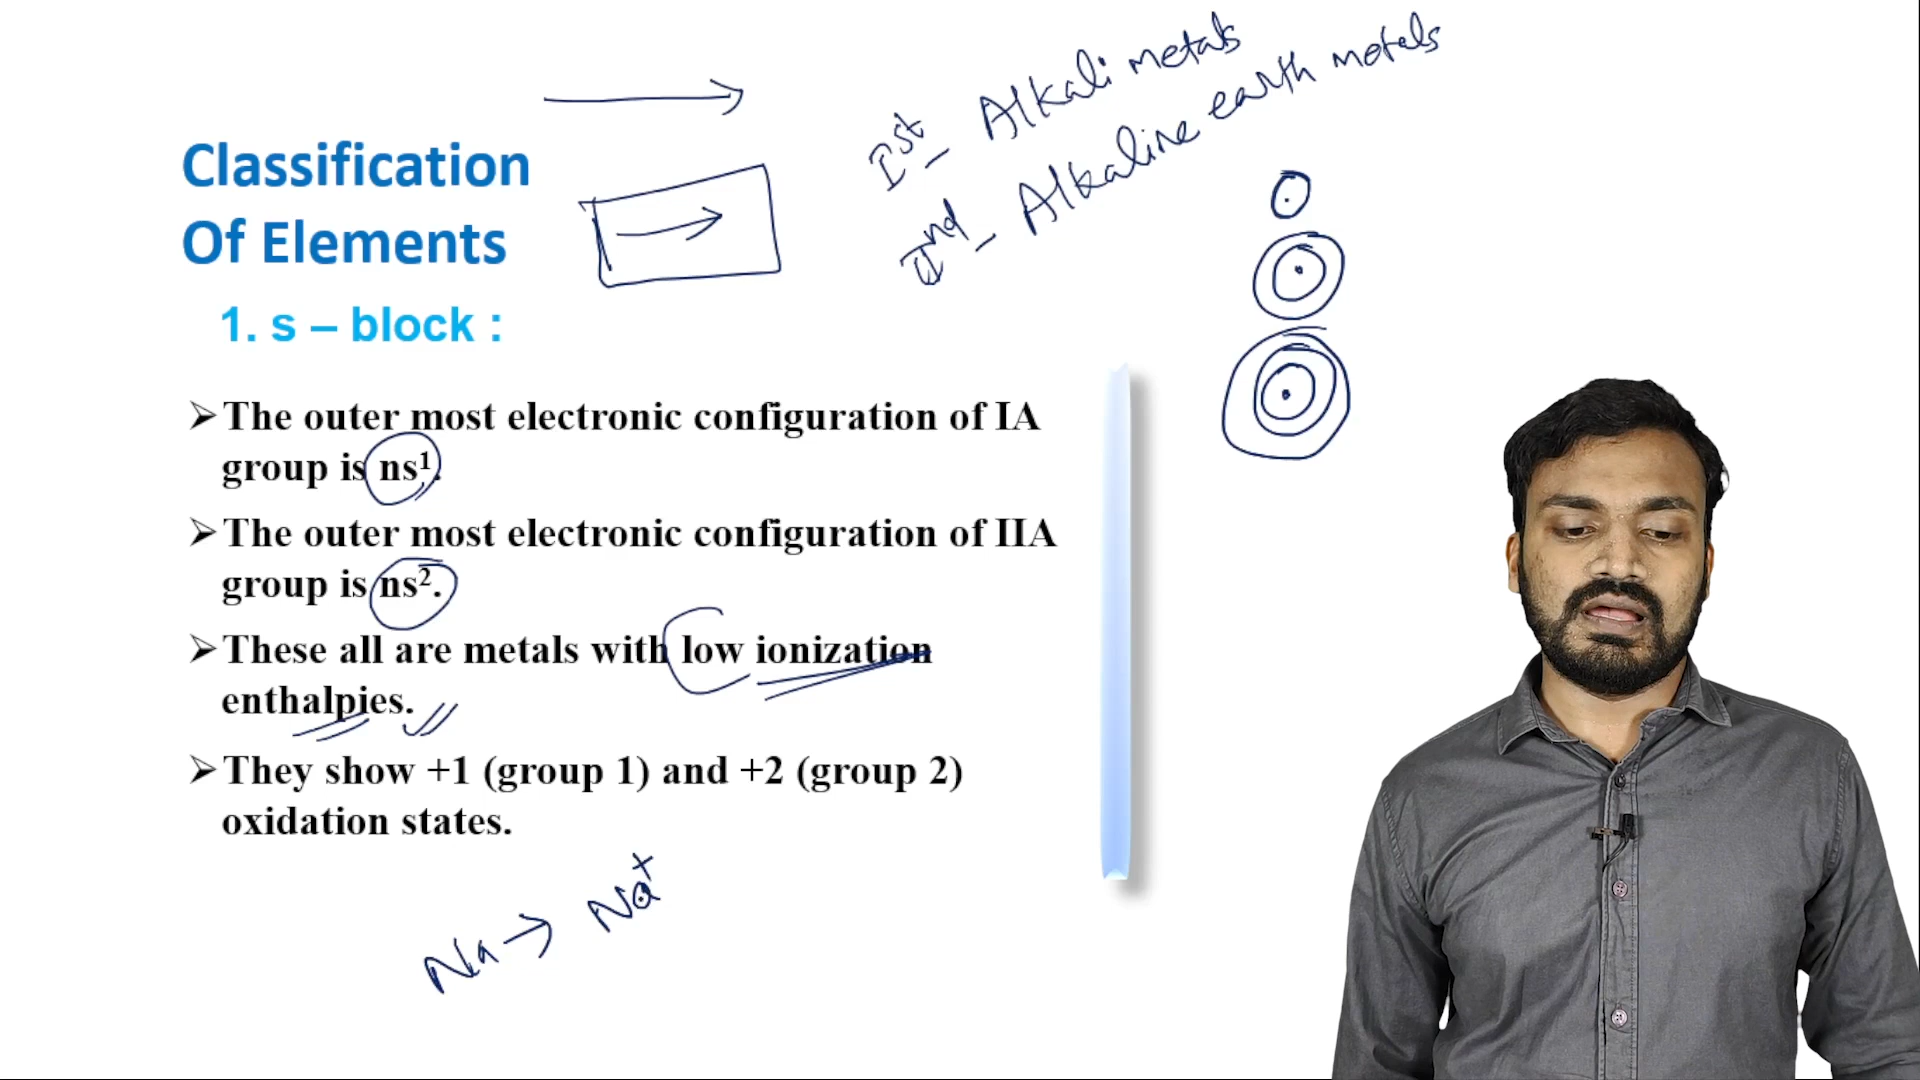 Ist - Alkali metals
IInd - Alkaline earth metals
Classification
Of Elements
1. s – block :
➢The outer most electronic configuration of IA
group is ns¹.
➢The outer most electronic configuration of IIA
group is ns².
➢These all are metals with low ionization
enthalpies.
➢They show +1 (group 1) and +2 (group 2)
oxidation states.
Na → Na⁺